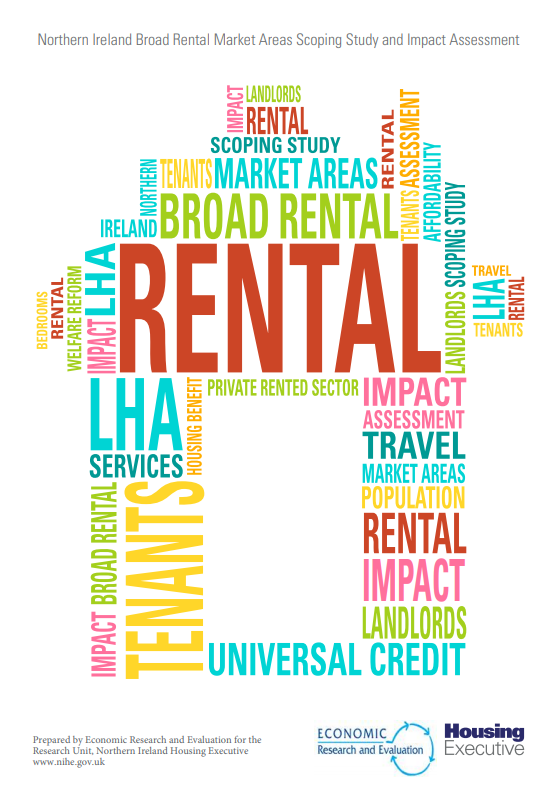 Northern Ireland Broad Rental Market Areas Scoping Study and Impact Assessment
IMPACT
LANDLORDS
RENTAL
SCOPING STUDY
NORTHERN
TENANTS
MARKET AREAS
RENTAL
TENANTS
ASSESSMENT
AFFORDABILITY
IRELAND
BROAD RENTAL
SCOPING STUDY
BEDROOMS
RENTAL
WELFARE REFORM
LHA
IMPACT
RENTAL
LANDLORDS
TRAVEL
LHA
RENTAL
TENANTS
LHA
HOUSING BENEFIT
PRIVATE RENTED SECTOR
IMPACT
ASSESSMENT
TRAVEL
SERVICES
MARKET AREAS
BROAD RENTAL
TENANTS
POPULATION
RENTAL
IMPACT
IMPACT
LANDLORDS
UNIVERSAL CREDIT
Prepared by Economic Research and Evaluation for the
Research Unit, Northern Ireland Housing Executive
www.nihe.gov.uk
ECONOMIC
Research and Evaluation
Housing
Executive